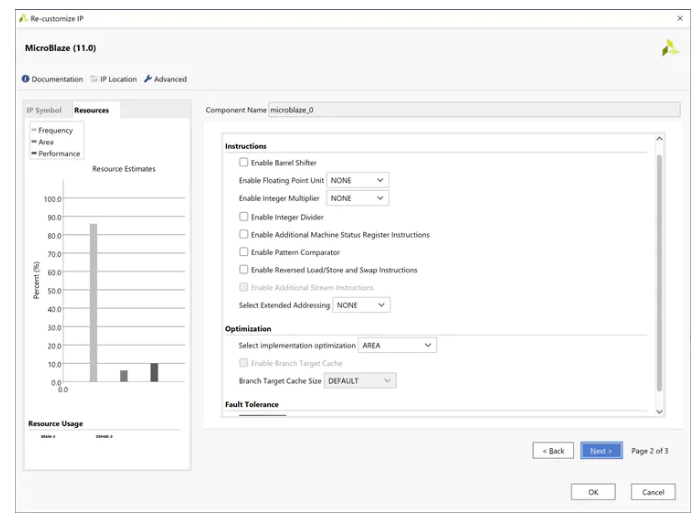 Re-customize IP
MicroBlaze (11.0)
Documentation IP Location Advanced
IP Symbol Resources
Frequency
Area
Performance
Resource Estimates
Percent (%)
100.0
90.0
80.0
70.0
60.0
50.0
40.0
30.0
20.0
10.0
0.0
0.0
Resource Usage
BRAM: 0 DSP48E: 0
Component Name microblaze_0
Instructions
Enable Barrel Shifter
Enable Floating Point Unit NONE
Enable Integer Multiplier NONE
Enable Integer Divider
Enable Additional Machine Status Register Instructions
Enable Pattern Comparator
Enable Reversed Load/Store and Swap Instructions
Enable Additional Stream Instructions
Select Extended Addressing NONE
Optimization
Select implementation optimization AREA
Enable Branch Target Cache
Branch Target Cache Size DEFAULT
Fault Tolerance
< Back Next > Page 2 of 3
OK Cancel